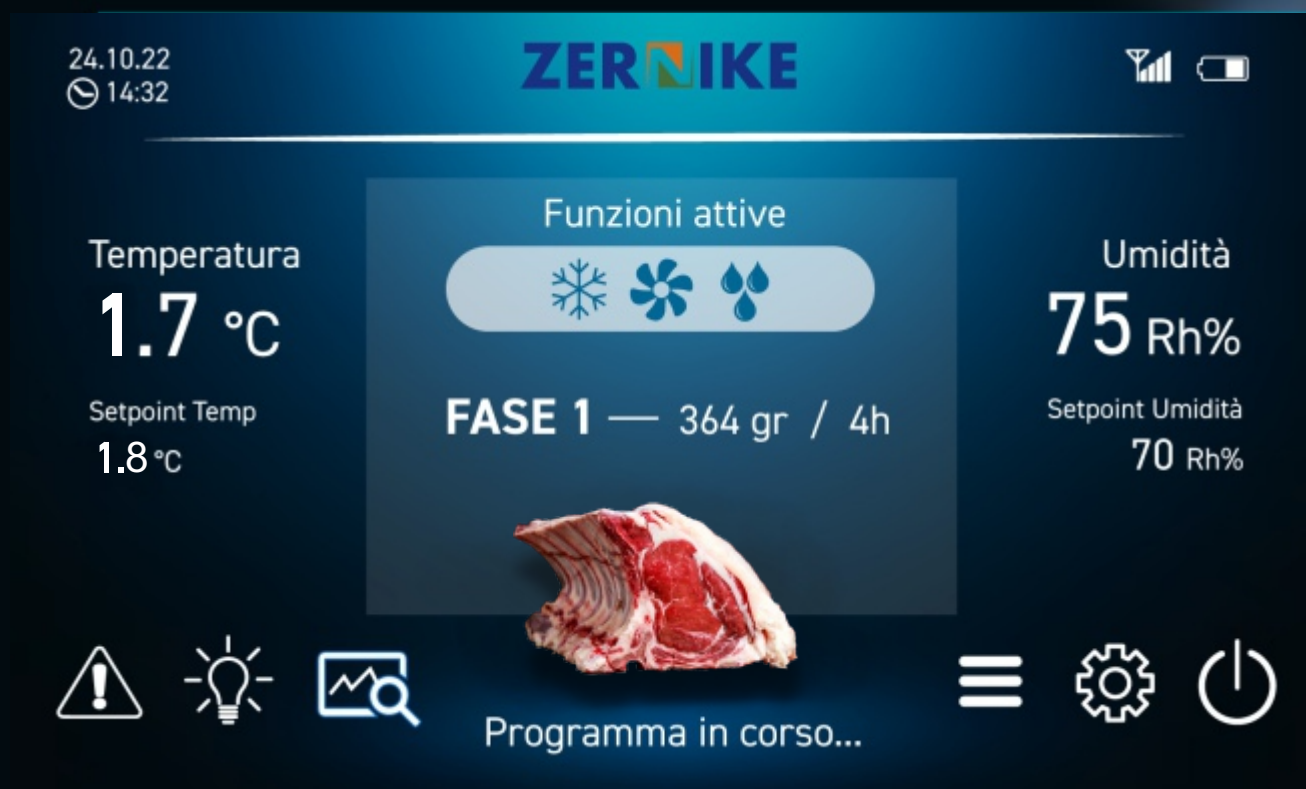 24.10.22
14:32
ZERNIKE
Funzioni attive
Temperatura
1.7 °C
Setpoint Temp
1.8 °C
Umidità
75 Rh%
Setpoint Umidità
70 Rh%
FASE 1 — 364 gr / 4h
Programma in corso...